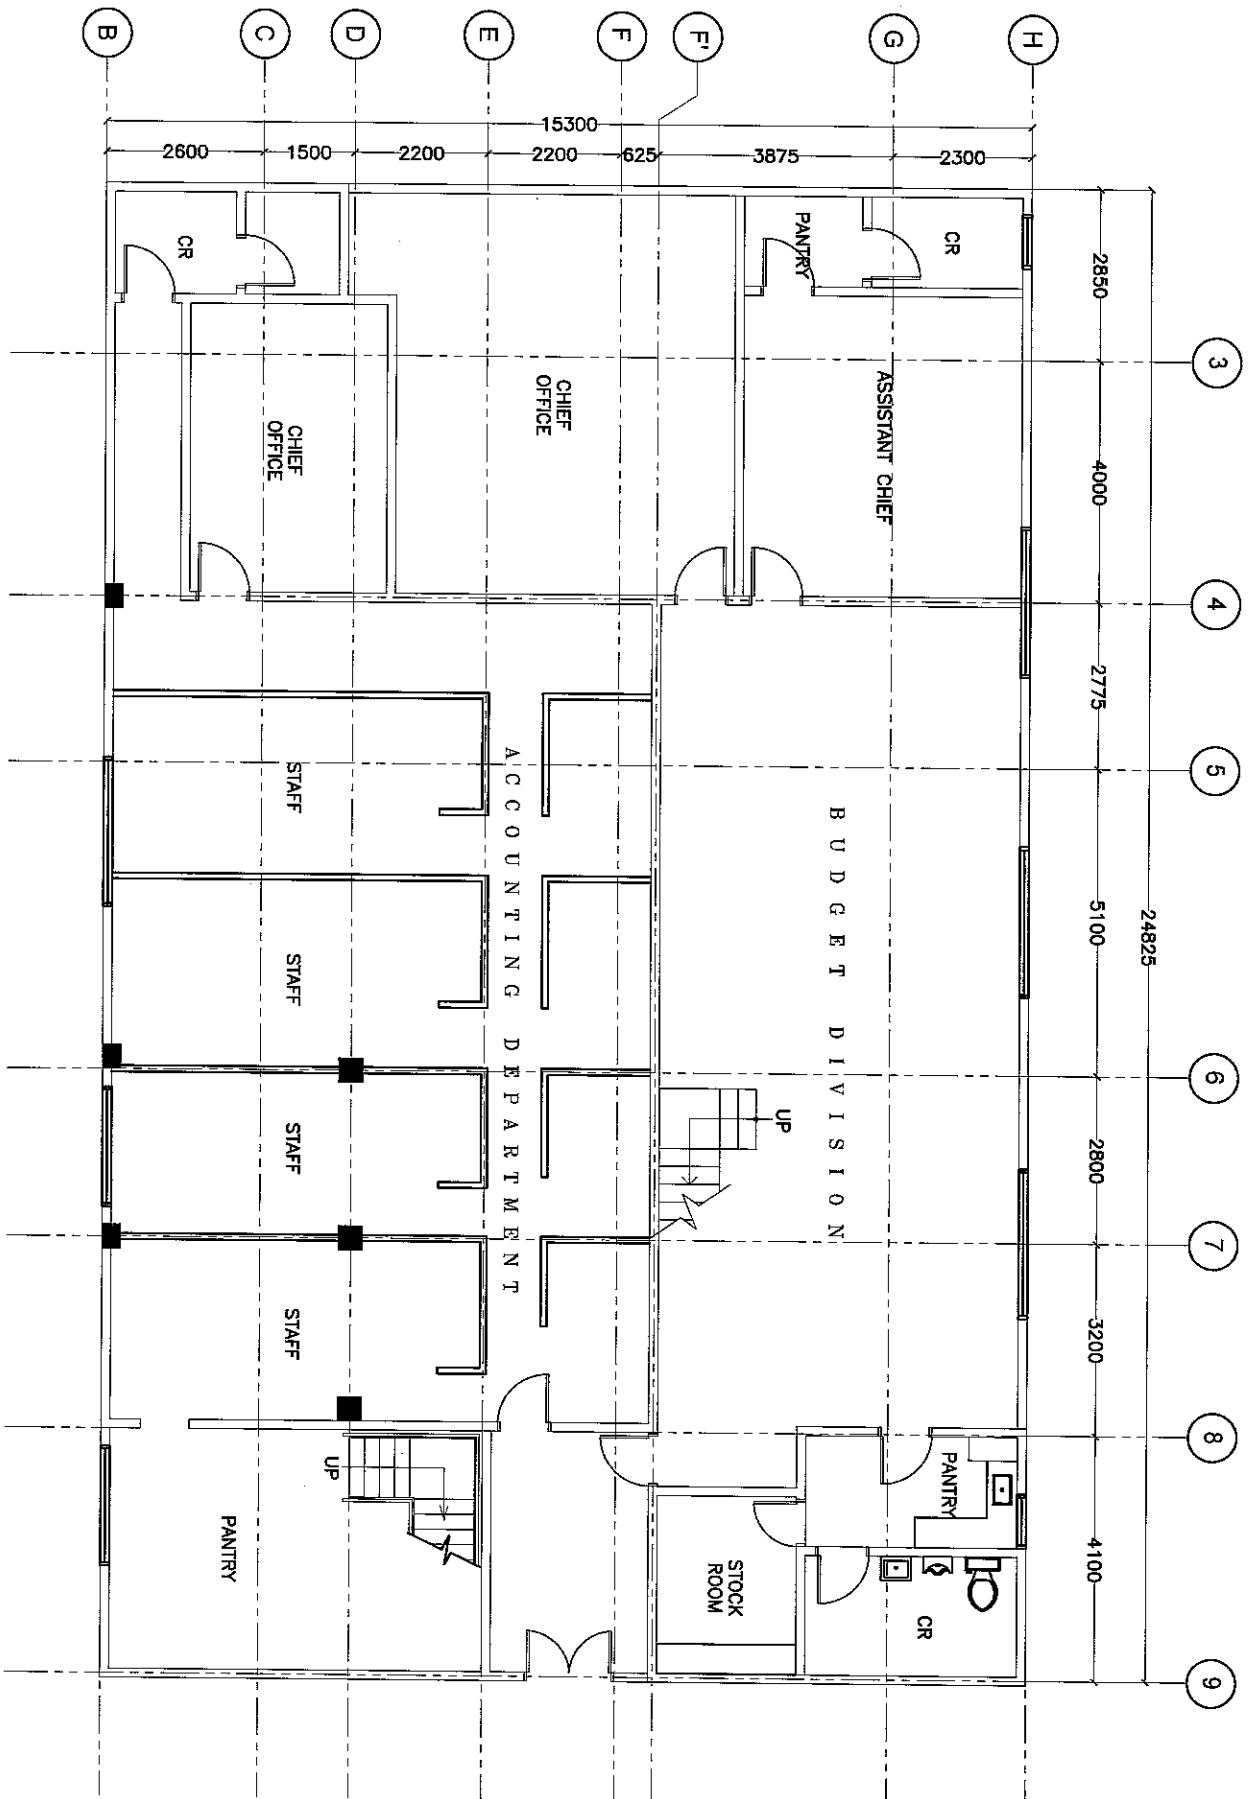 B
C
D
E
F
F'
G
H
15300
2600
1500
2200
2200
625
3875
2300
24825
2850
4000
2775
5100
2800
3200
4100
3
4
5
6
7
8
9
CR
PANTRY
CR
CHIEF
OFFICE
CHIEF
OFFICE
ASSISTANT CHIEF
STAFF
STAFF
STAFF
STAFF
ACCOUNTING DEPARTMENT
BUDGET DIVISION
UP
UP
PANTRY
PANTRY
STOCK
ROOM
CR